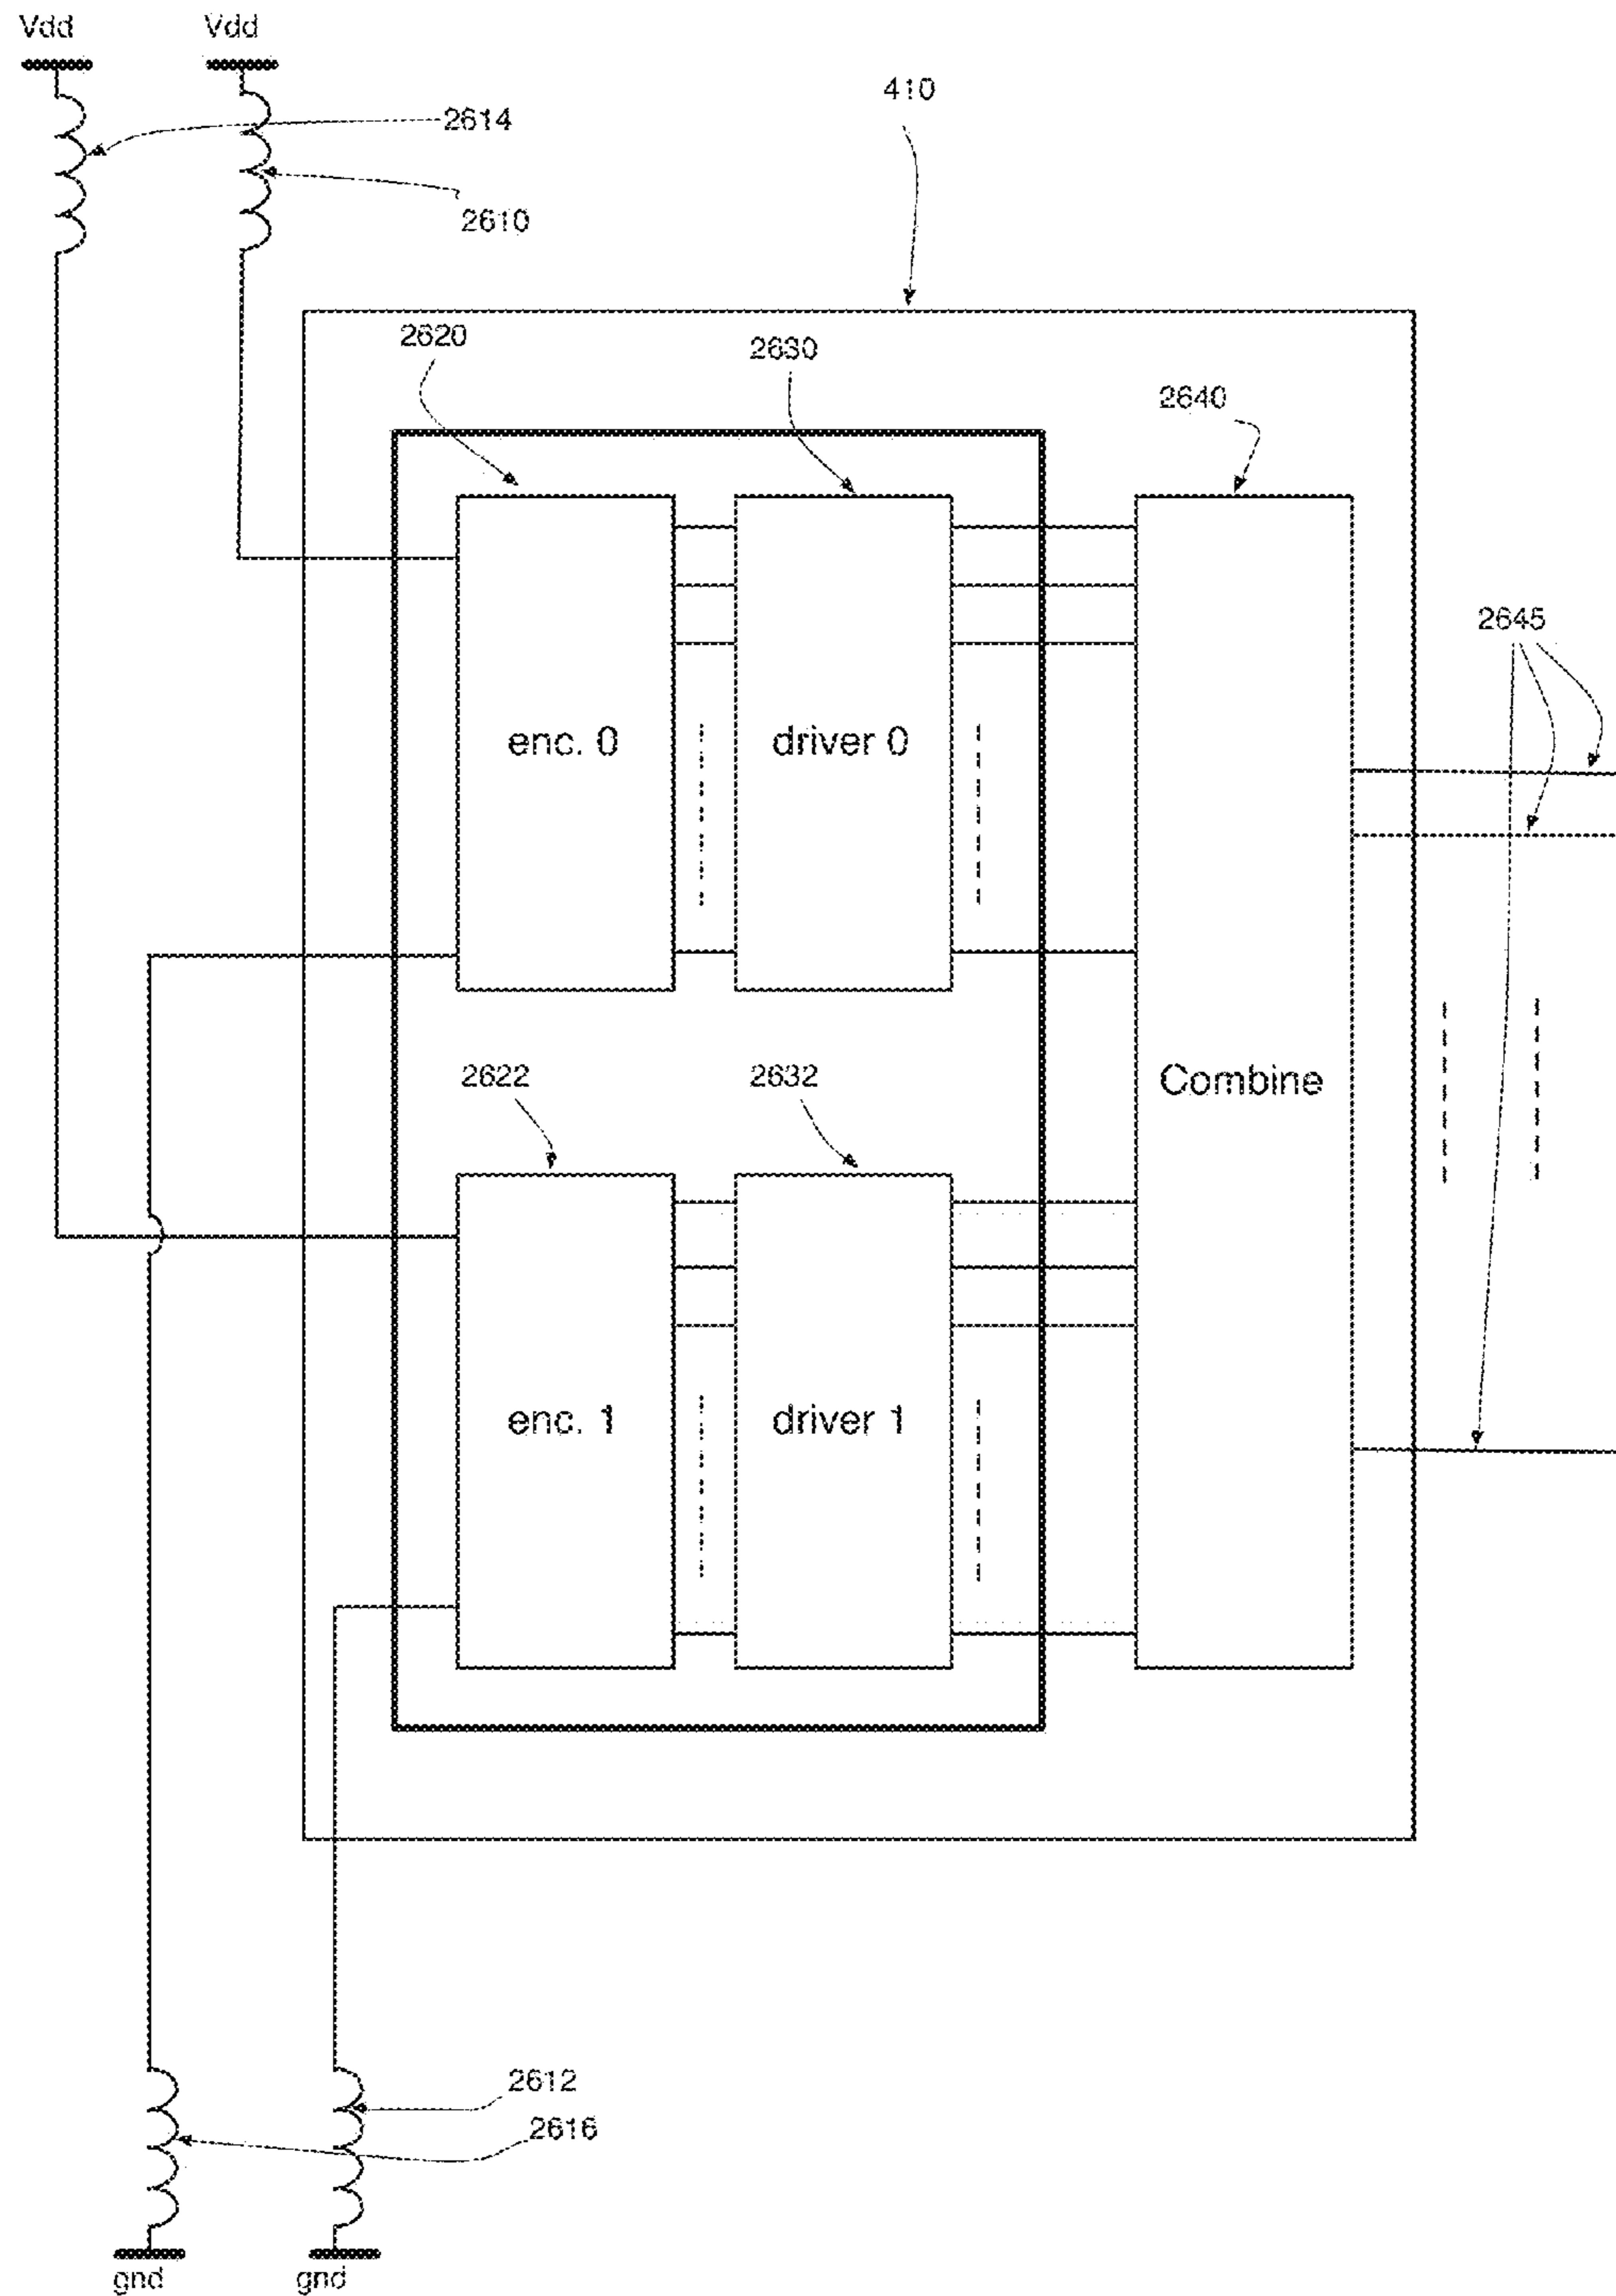 Vdd
Vdd
410
2614
2610
2620
2630
2640
2645
enc. 0
driver 0
2622
2632
Combine
enc. 1
driver 1
2612
2616
gnd
gnd